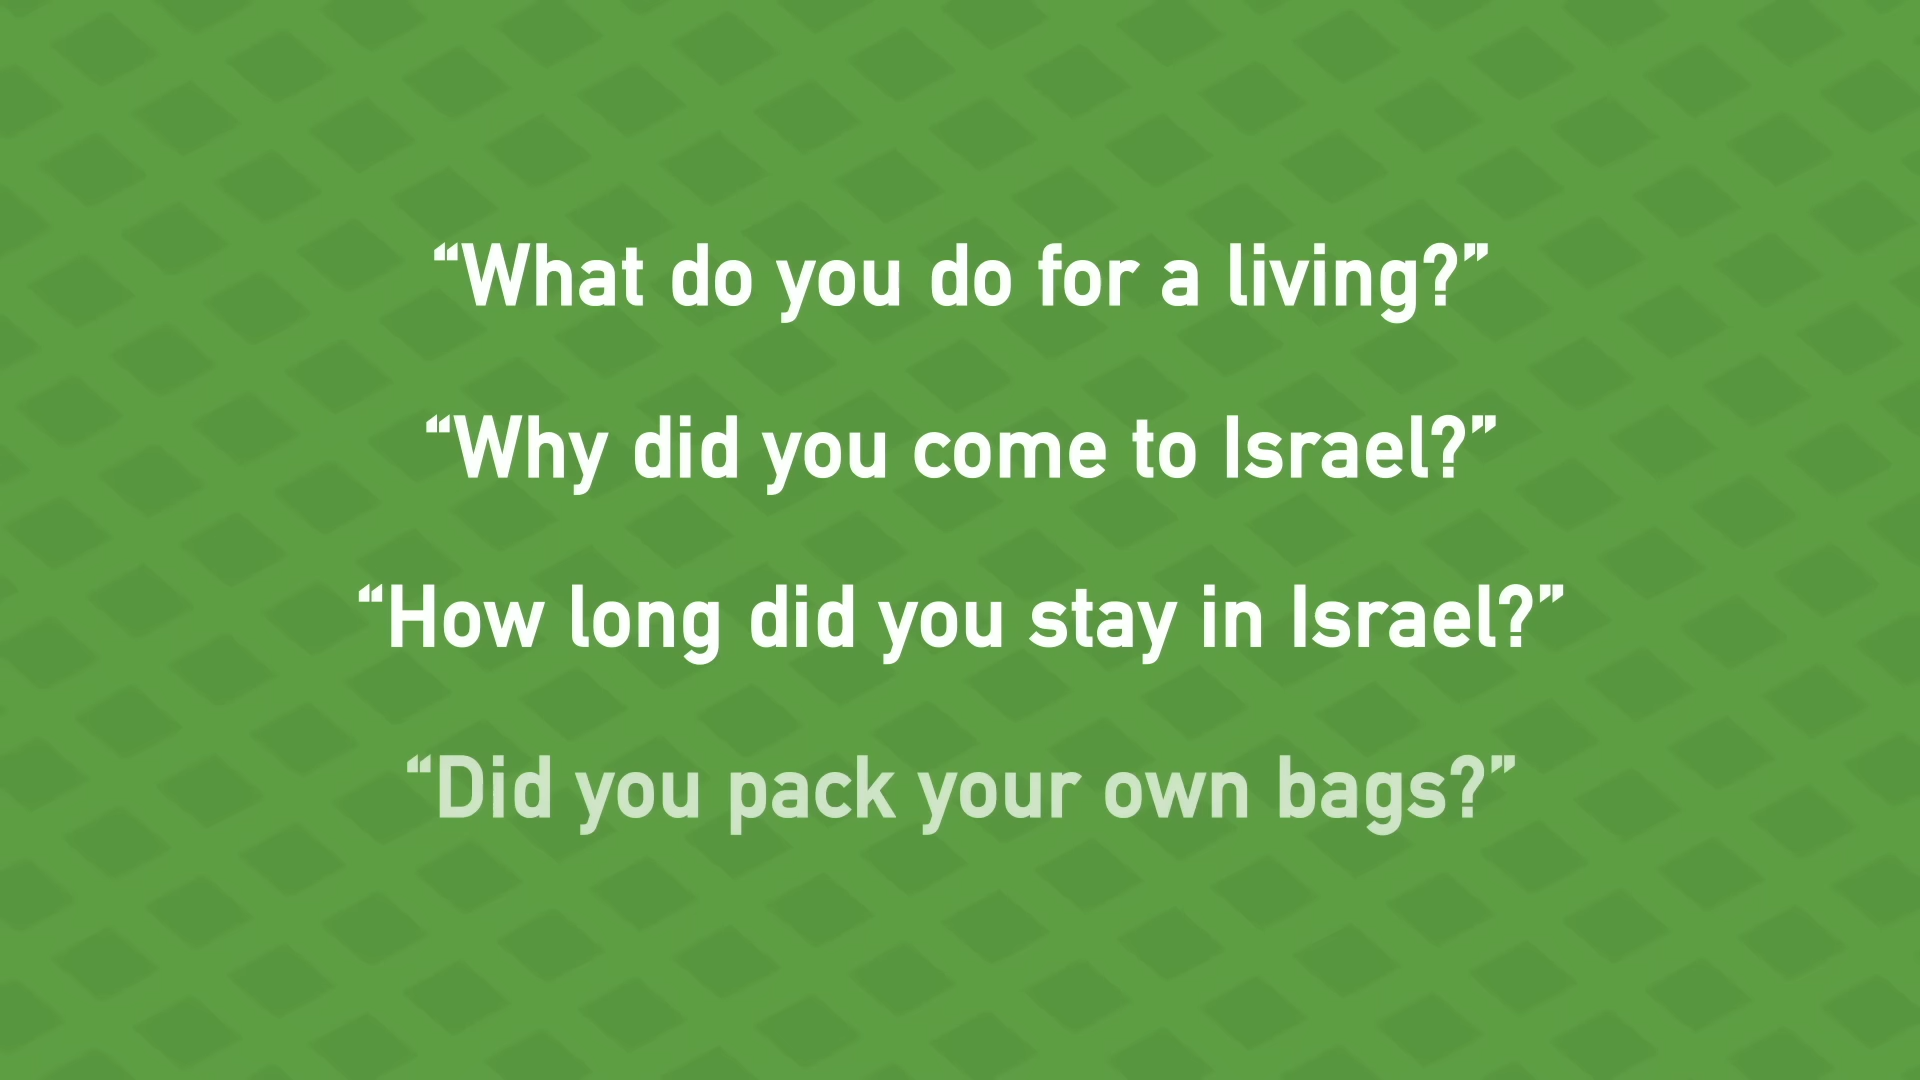 “What do you do for a living?”
“Why did you come to Israel?”
“How long did you stay in Israel?”
“Did you pack your own bags?”